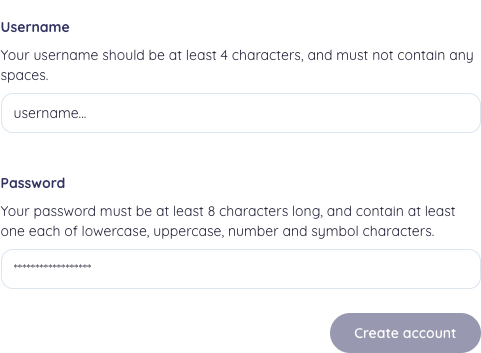 Username
Your username should be at least 4 characters, and must not contain any
spaces.
username...
Password
Your password must be at least 8 characters long, and contain at least
one each of lowercase, uppercase, number and symbol characters.
******************
Create account